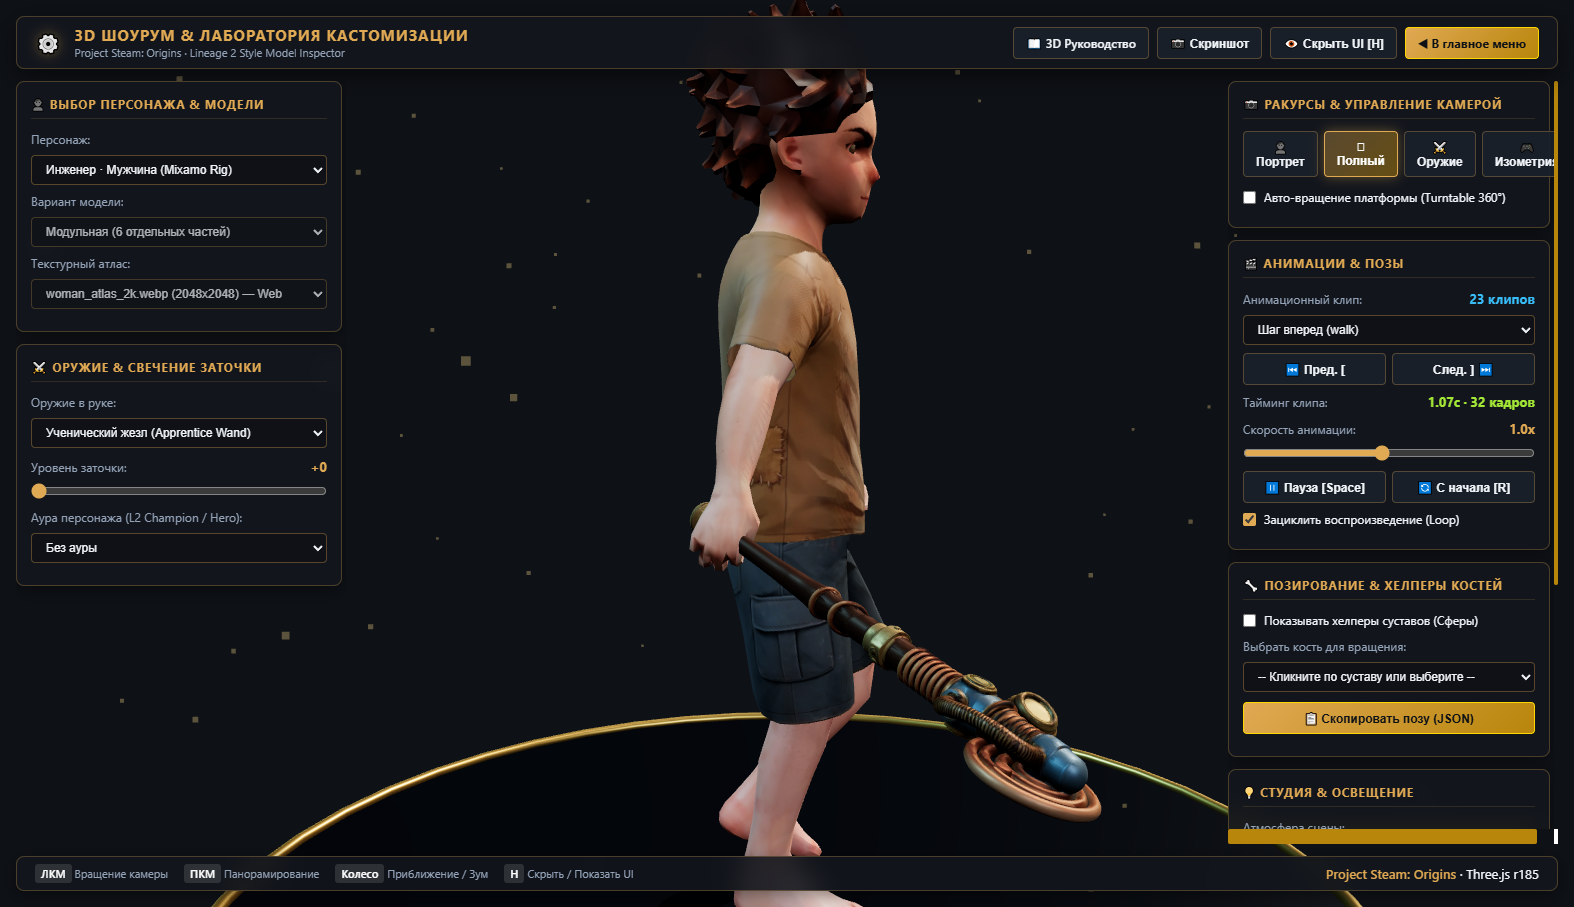 3D ШОУРУМ & ЛАБОРАТОРИЯ КАСТОМИЗАЦИИ
Project Steam: Origins · Lineage 2 Style Model Inspector
3D Руководство
Скриншот
Скрыть UI [H]
В главное меню
ВЫБОР ПЕРСОНАЖА & МОДЕЛИ
Персонаж:
Инженер · Мужчина (Mixamo Rig)
Вариант модели:
Модульная (6 отдельных частей)
Текстурный атлас:
woman_atlas_2k.webp (2048x2048) — Web
ОРУЖИЕ & СВЕЧЕНИЕ ЗАТОЧКИ
Оружие в руке:
Ученический жезл (Apprentice Wand)
Уровень заточки: +0
Аура персонажа (L2 Champion / Hero):
Без ауры
РАКУРСЫ & УПРАВЛЕНИЕ КАМЕРОЙ
Портрет
Полный
Оружие
Изометрия
Авто-вращение платформы (Turntable 360°)
АНИМАЦИИ & ПОЗЫ
Анимационный клип: 23 клипов
Шаг вперед (walk)
Пред. [
След. ]
Тайминг клипа: 1.07с · 32 кадров
Скорость анимации: 1.0x
Пауза [Space]
С начала [R]
Зациклить воспроизведение (Loop)
ПОЗИРОВАНИЕ & ХЕЛПЕРЫ КОСТЕЙ
Показывать хелперы суставов (Сферы)
Выбрать кость для вращения:
-- Кликните по суставу или выберите --
Скопировать позу (JSON)
СТУДИЯ & ОСВЕЩЕНИЕ
Атмосфера сцены:
ЛКМ Вращение камеры
ПКМ Панорамирование
Колесо Приближение / Зум
H Скрыть / Показать UI
Project Steam: Origins · Three.js r185